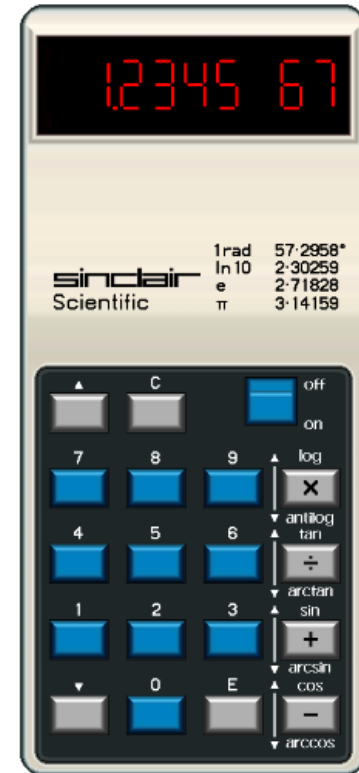 1.2345 67
1rad 57·2958°
ln10 2·30259
e 2·71828
π 3·14159
sinclair
Scientific
▲ C off
on
7 8 9 ▲ log
×
▼ antilog
4 5 6 ▲ tan
÷
▼ arctan
1 2 3 ▲ sin
+
▼ arcsin
▼ 0 E ▲ cos
−
▼ arccos